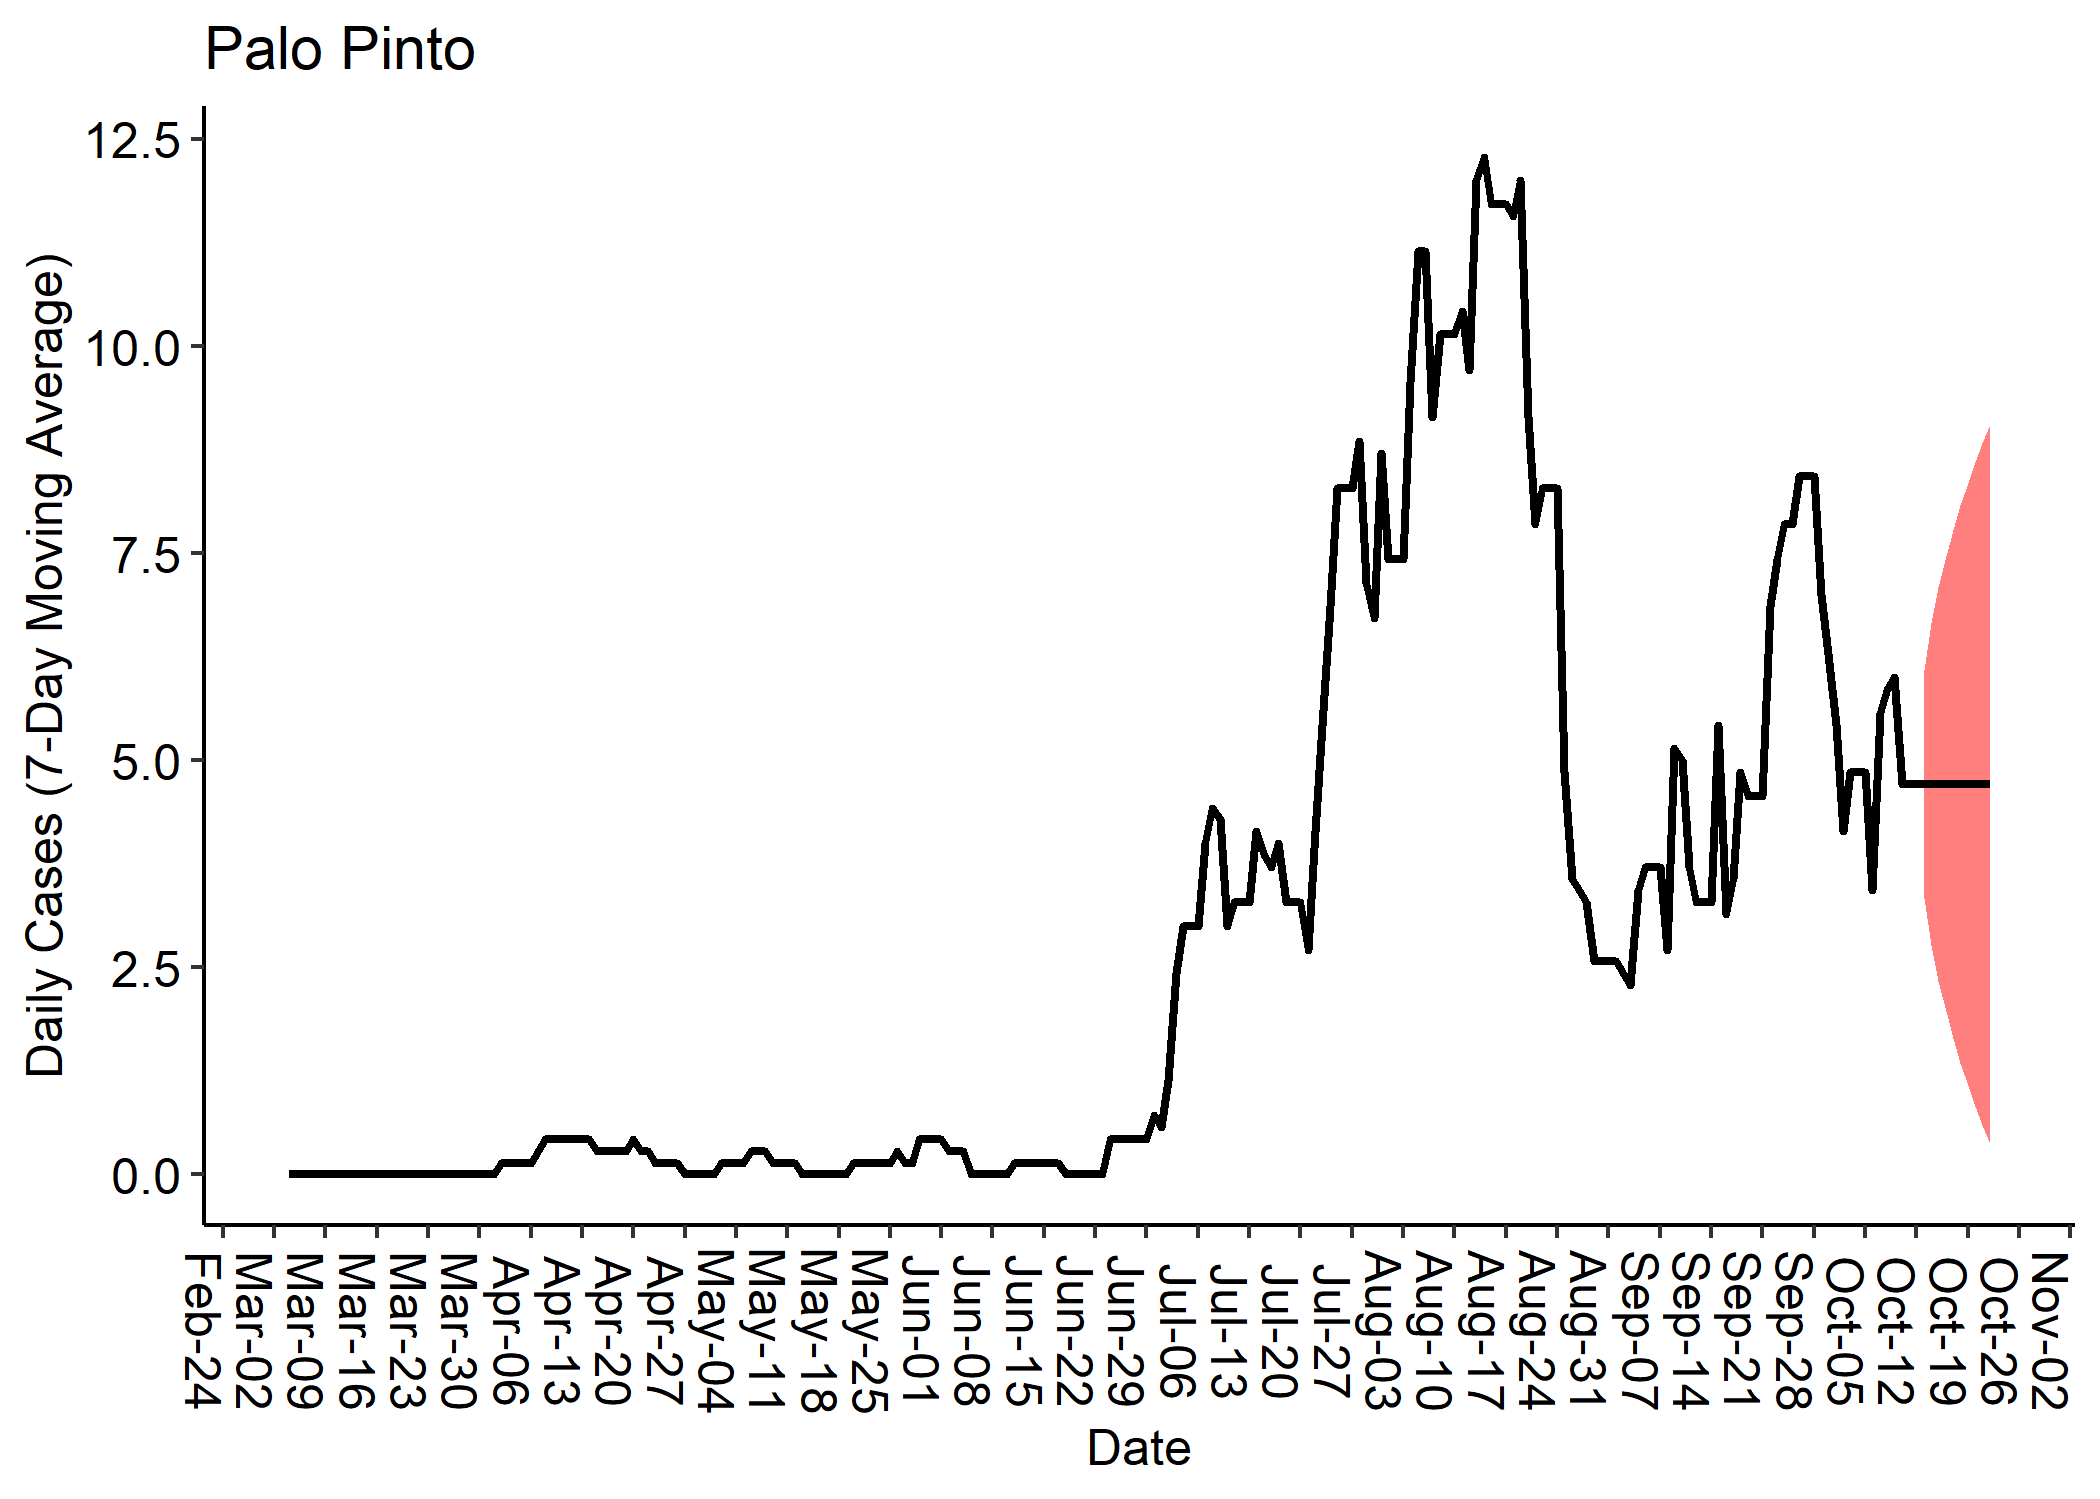 Palo Pinto
Daily Cases (7-Day Moving Average)
12.5
10.0
7.5
5.0
2.5
0.0
Feb-24
Mar-02
Mar-09
Mar-16
Mar-23
Mar-30
Apr-06
Apr-13
Apr-20
Apr-27
May-04
May-11
May-18
May-25
Jun-01
Jun-08
Jun-15
Jun-22
Jun-29
Jul-06
Jul-13
Jul-20
Jul-27
Aug-03
Aug-10
Aug-17
Aug-24
Aug-31
Sep-07
Sep-14
Sep-21
Sep-28
Oct-05
Oct-12
Oct-19
Oct-26
Nov-02
Date